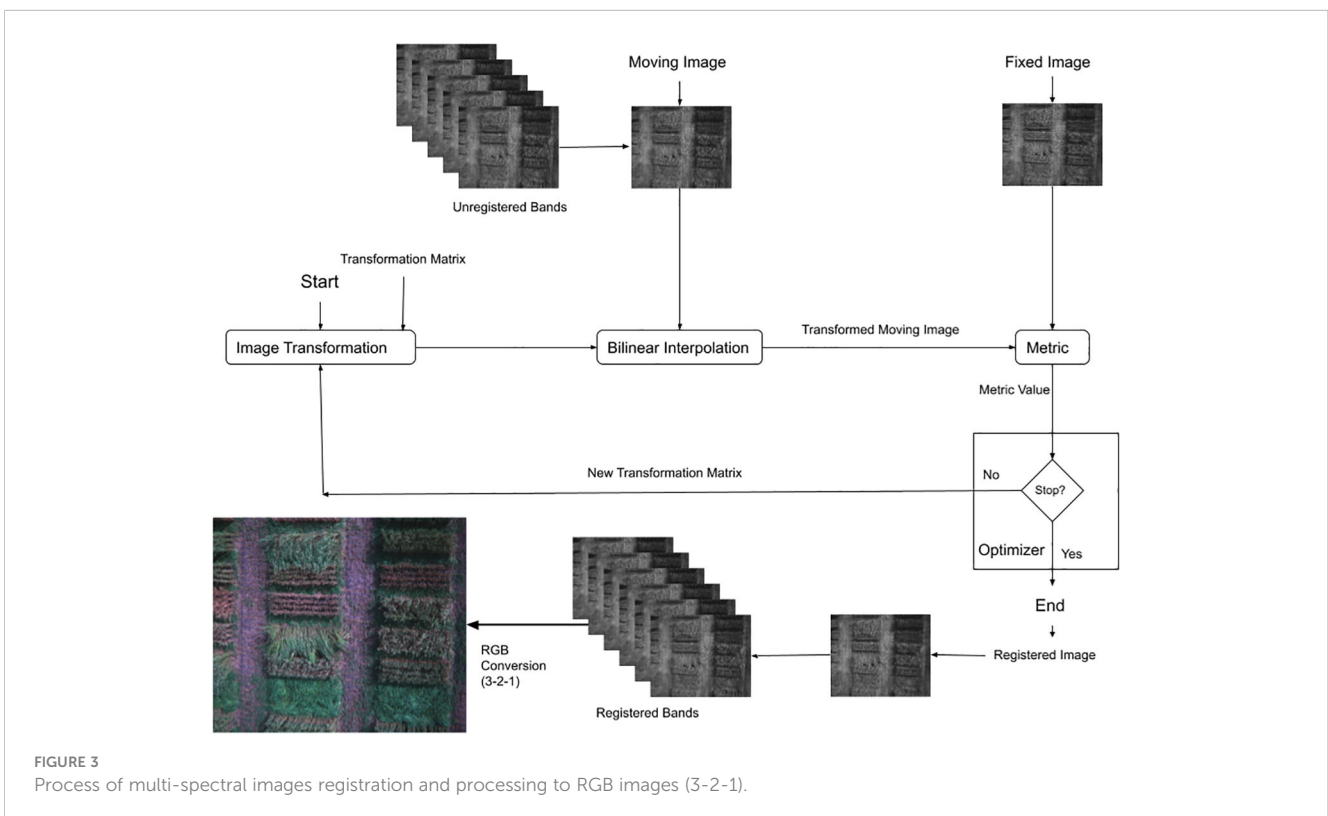 Moving Image
Fixed Image
Unregistered Bands
Transformation Matrix
Start
Image Transformation
Bilinear Interpolation
Transformed Moving Image
Metric
Metric Value
New Transformation Matrix
No
Stop?
Optimizer
Yes
End
Registered Image
RGB
Conversion
(3-2-1)
Registered Bands
FIGURE 3
Process of multi-spectral images registration and processing to RGB images (3-2-1).